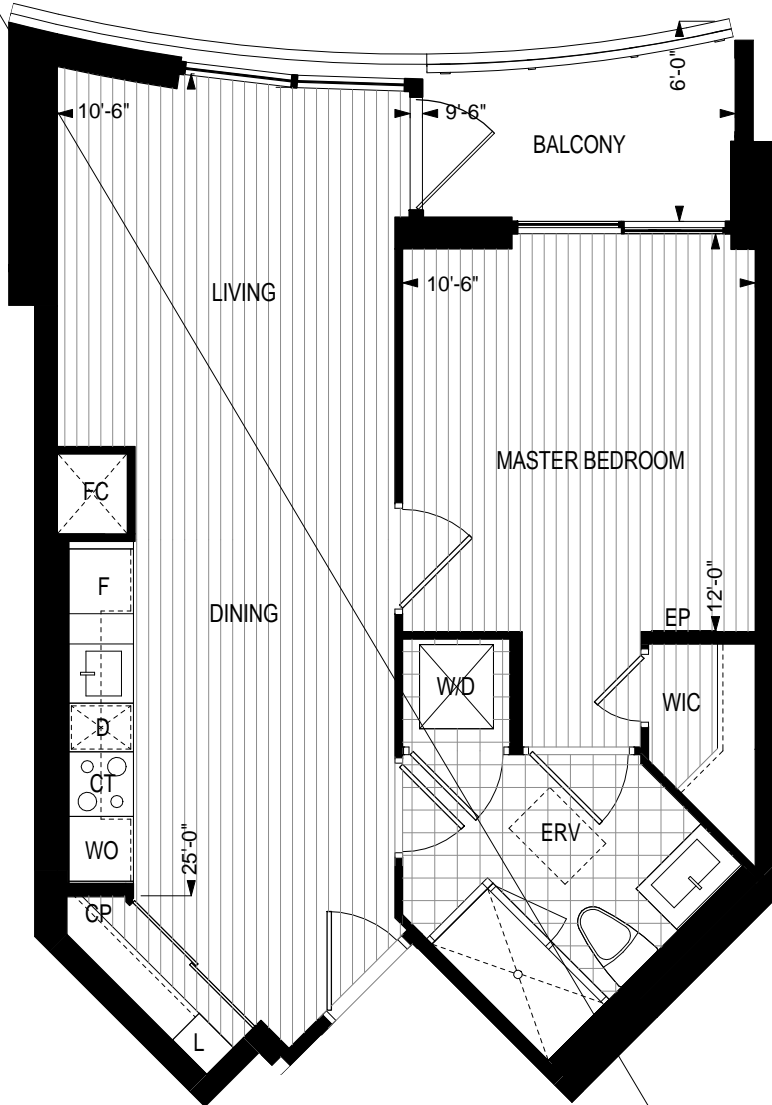 10'-6"
9'-6"
6'-0"
BALCONY
LIVING
10'-6"
MASTER BEDROOM
FC
F
DINING
EP
12'-0"
W/D
WIC
D
CT
ERV
WO
25'-0"
CP
L